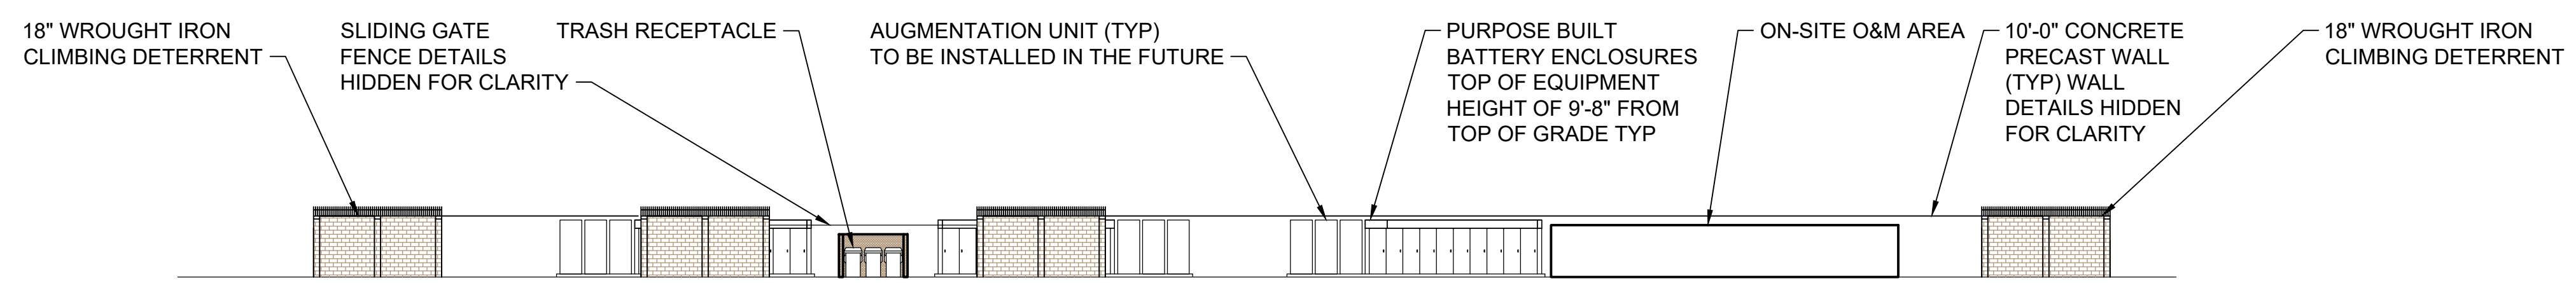 18" WROUGHT IRON
CLIMBING DETERRENT
SLIDING GATE
FENCE DETAILS
HIDDEN FOR CLARITY
TRASH RECEPTACLE
AUGMENTATION UNIT (TYP)
TO BE INSTALLED IN THE FUTURE
PURPOSE BUILT
BATTERY ENCLOSURES
TOP OF EQUIPMENT
HEIGHT OF 9'-8" FROM
TOP OF GRADE TYP
ON-SITE O&M AREA
10'-0" CONCRETE
PRECAST WALL
(TYP) WALL
DETAILS HIDDEN
FOR CLARITY
18" WROUGHT IRON
CLIMBING DETERRENT